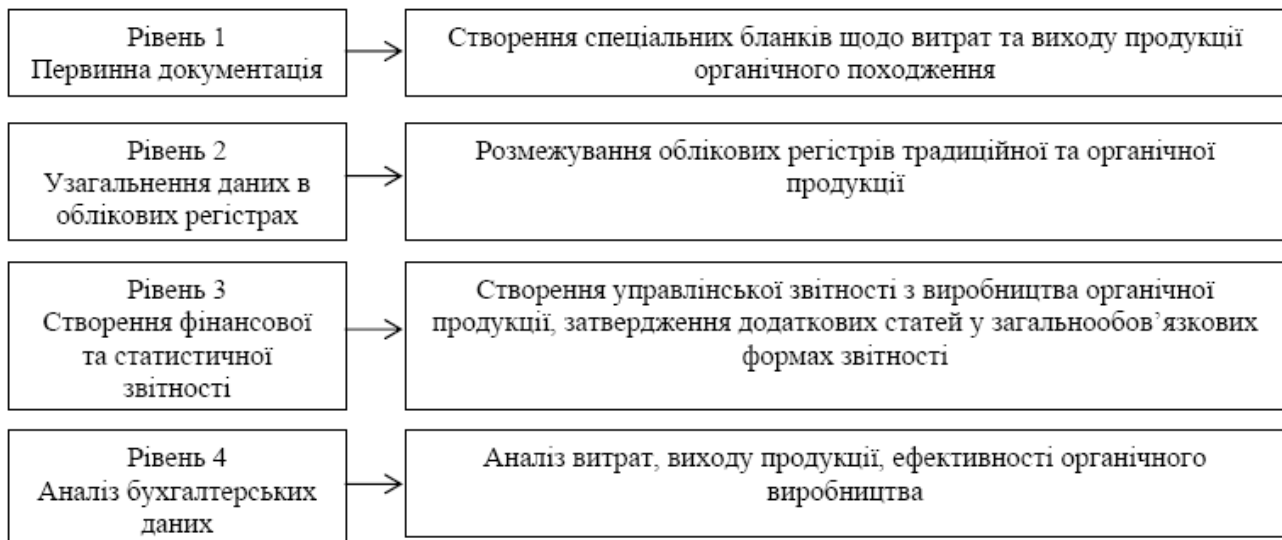 Рівень 1
Первинна документація
Створення спеціальних бланків щодо витрат та виходу продукції
органічного походження
Рівень 2
Узагальнення даних в
облікових регістрах
Розмежування облікових регістрів традиційної та органічної
продукції
Рівень 3
Створення фінансової
та статистичної
звітності
Створення управлінської звітності з виробництва органічної
продукції, затвердження додаткових статей у загальнообов’язкових
формах звітності
Рівень 4
Аналіз бухгалтерських
даних
Аналіз витрат, виходу продукції, ефективності органічного
виробництва